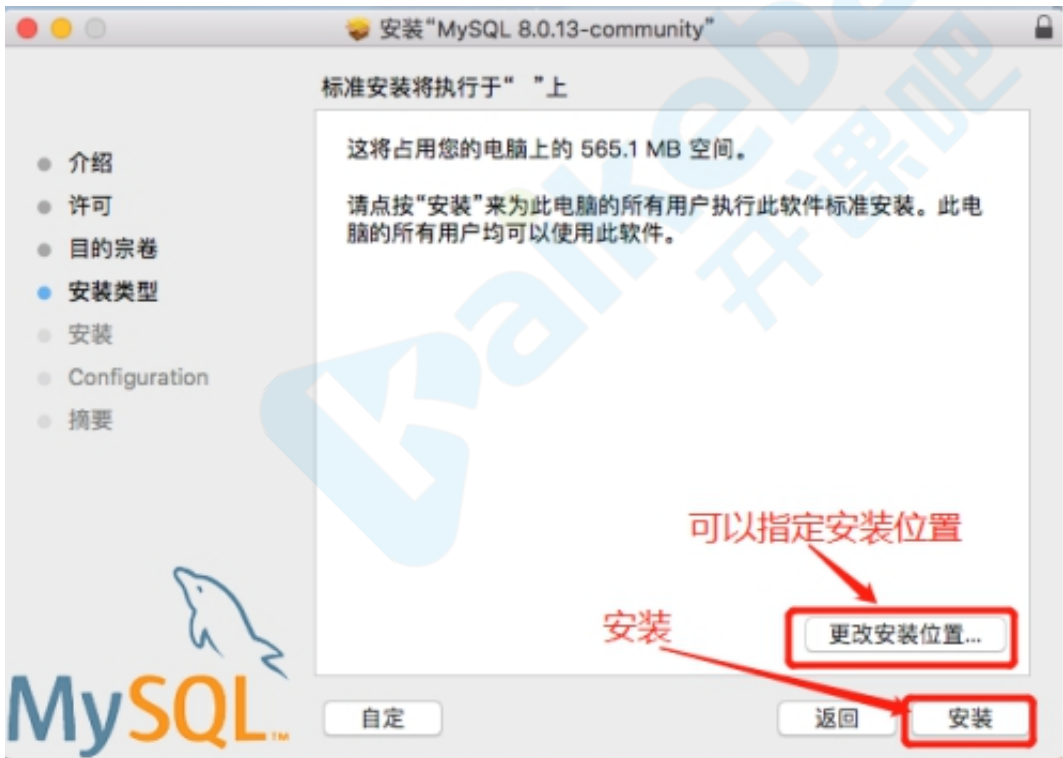 安装“MySQL 8.0.13-community”
标准安装将执行于“ ”上
介绍
许可
目的宗卷
安装类型
安装
Configuration
摘要
这将占用您的电脑上的 565.1 MB 空间。
请点按“安装”来为此电脑的所有用户执行此软件标准安装。此电
脑的所有用户均可以使用此软件。
可以指定安装位置
安装
更改安装位置...
MySQL™
自定
返回
安装
kaikeba
开课吧